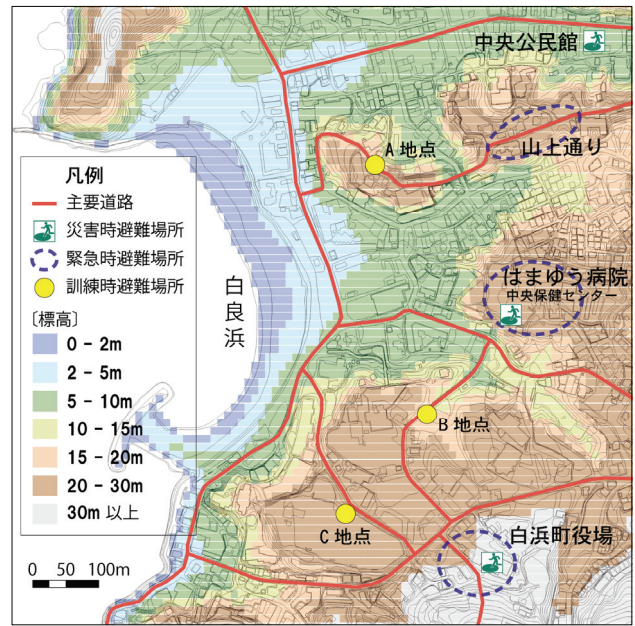 中央公民館
A 地点
山上通り
凡例
主要道路
災害時避難場所
緊急時避難場所
訓練時避難場所
〔標高〕
0 - 2m
2 - 5m
5 - 10m
10 - 15m
15 - 20m
20 - 30m
30m 以上
白良浜
はまゆう病院
中央保健センター
B 地点
C 地点
白浜町役場
0 50 100m